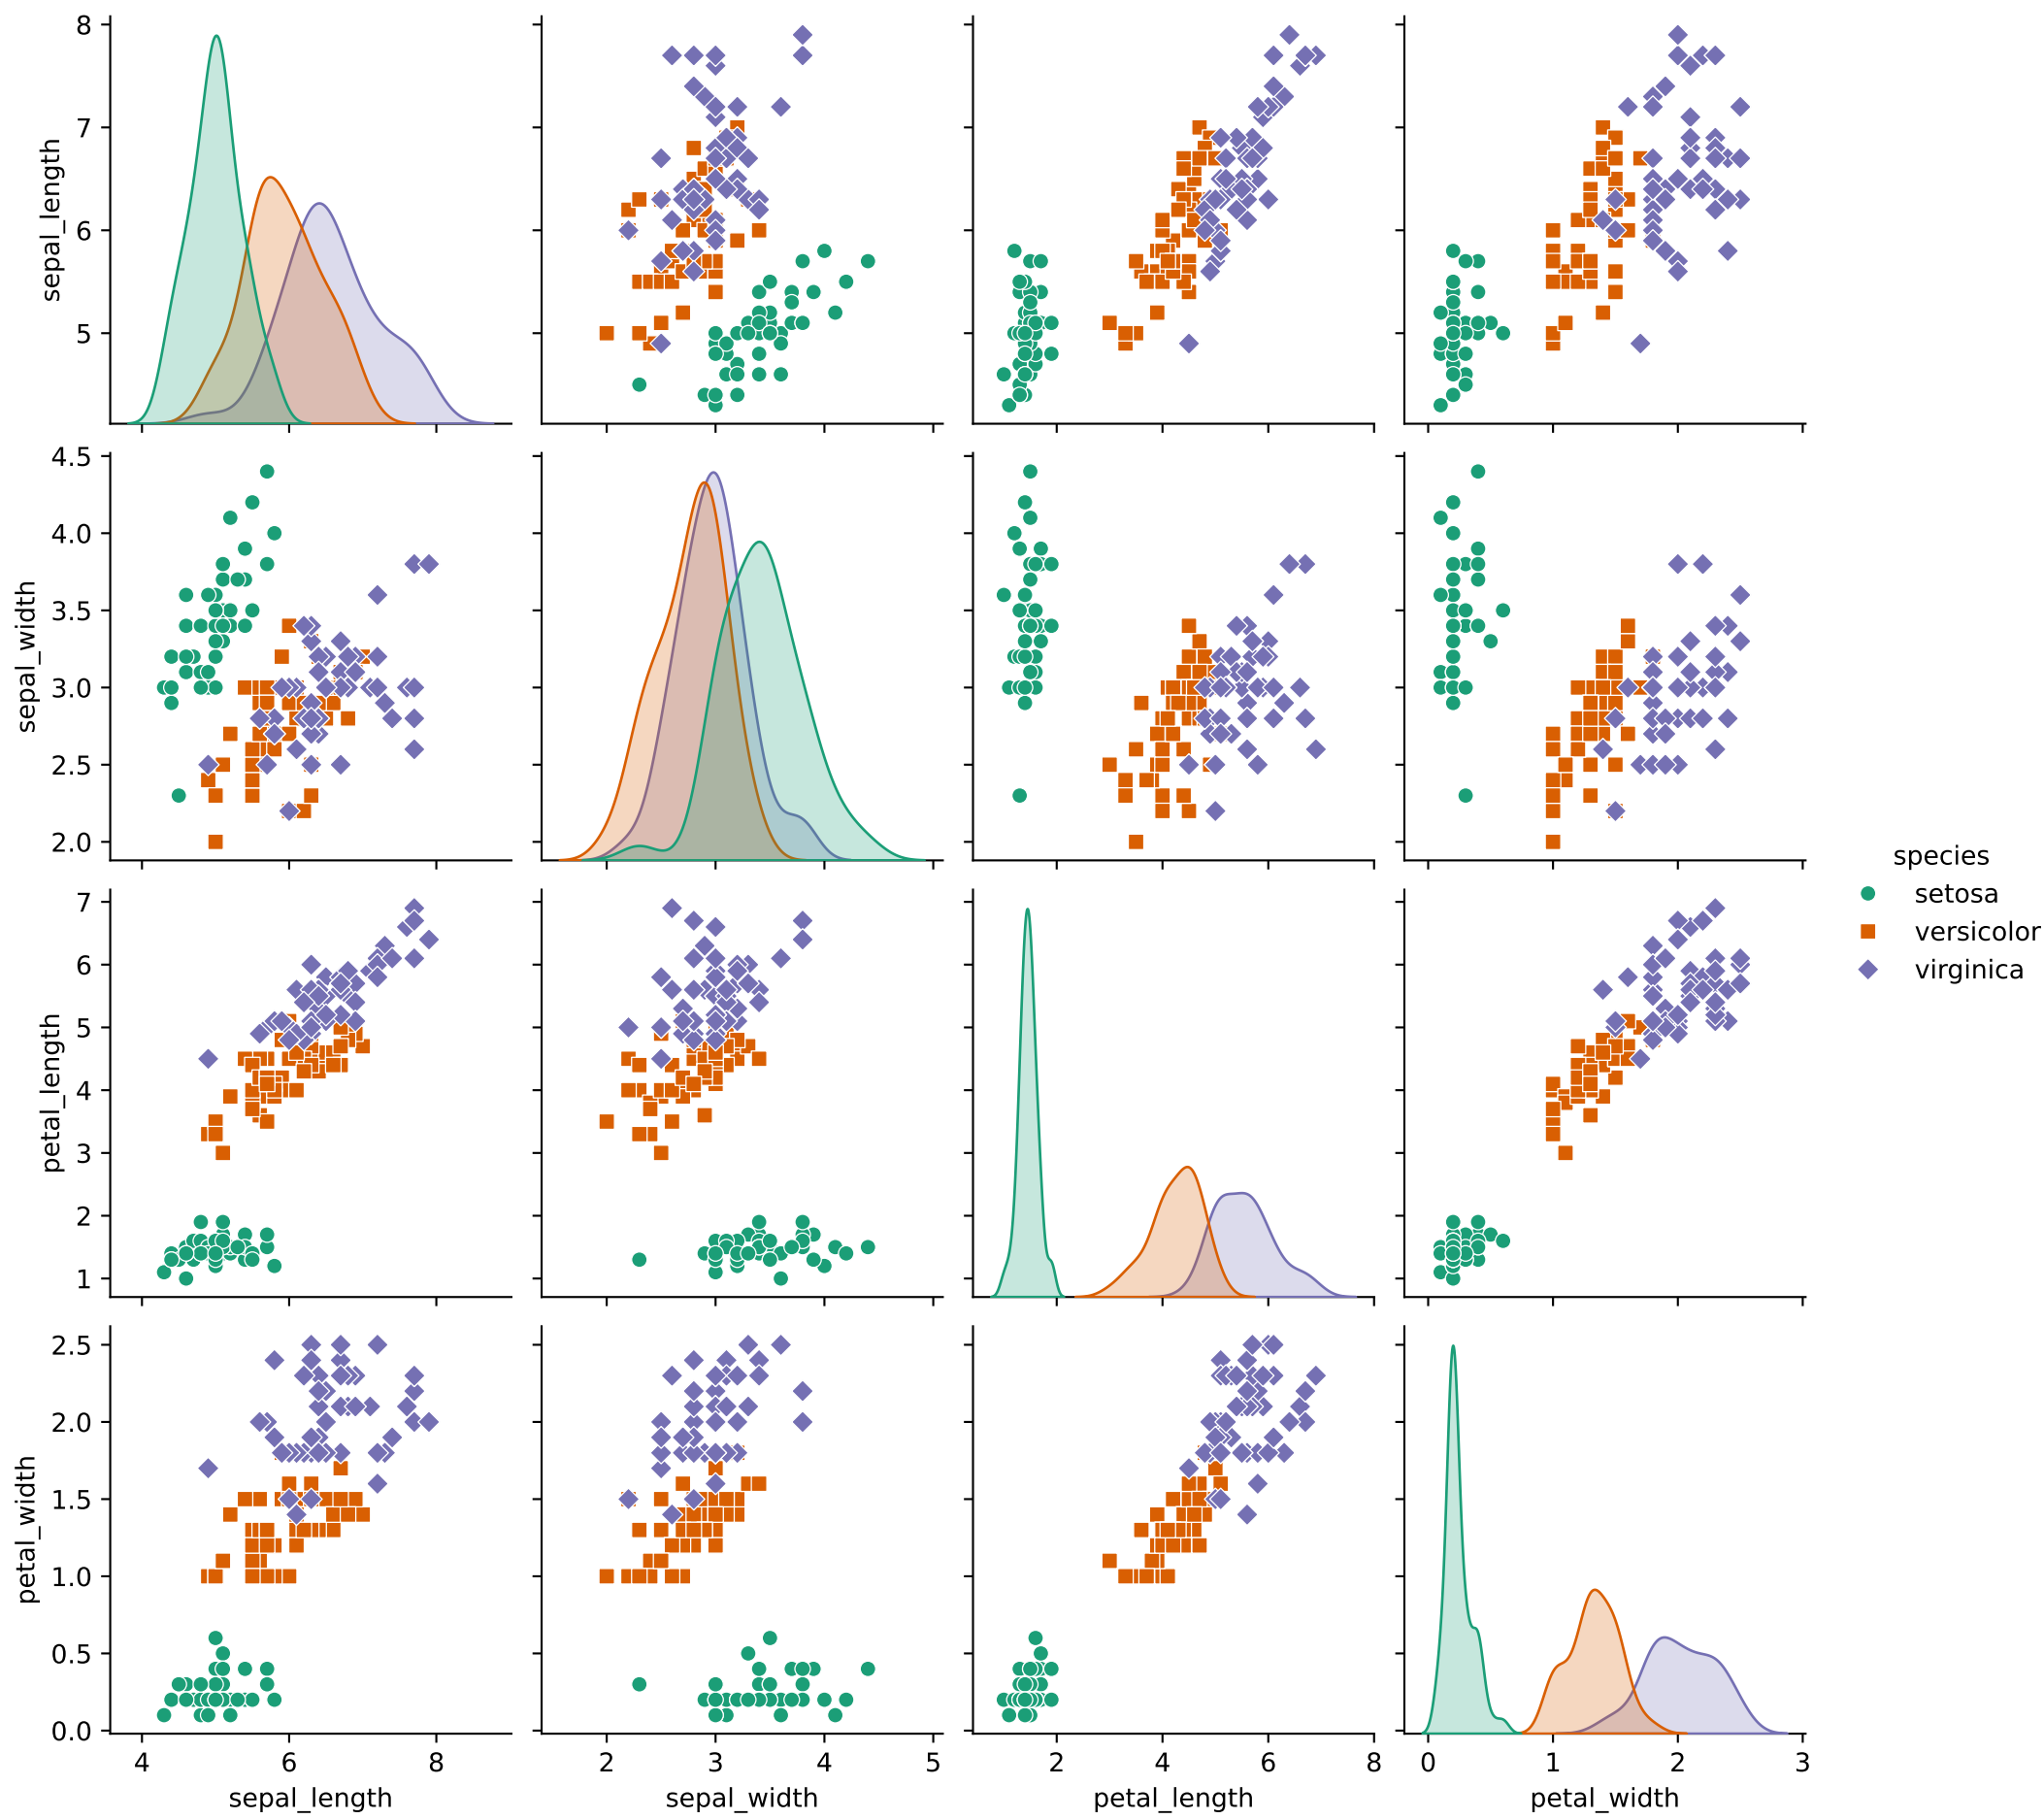 8
7
6
5
sepal_length
4.5
4.0
3.5
3.0
2.5
2.0
sepal_width
7
6
5
4
3
2
1
petal_length
2.5
2.0
1.5
1.0
0.5
0.0
petal_width
4 6 8
sepal_length
2 3 4 5
sepal_width
2 4 6 8
petal_length
0 1 2 3
petal_width
species
setosa
versicolor
virginica